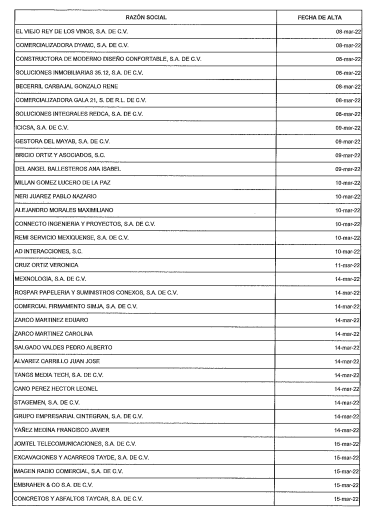 RAZÓN SOCIAL FECHA DE ALTA
EL VIEJO REY DE LOS VINOS, S.A. DE C.V. 08-mar-22
COMERCIALIZADORA DYAMC, S.A. DE C.V. 08-mar-22
CONSTRUCTORA DE MODERNO DISEÑO CONFORTABLE, S.A. DE C.V. 08-mar-22
SOLUCIONES INMOBILIARIAS 35.12, S.A. DE C.V. 08-mar-22
BECERRIL CARBAJAL GONZALO RENE 08-mar-22
COMERCIALIZADORA GALA 21, S. DE R.L. DE C.V. 08-mar-22
SOLUCIONES INTEGRALES REDCA, S.A. DE C.V. 08-mar-22
ICICSA, S.A. DE C.V. 09-mar-22
GESTORA DEL MAYAB, S.A. DE C.V. 09-mar-22
BRICIO ORTIZ Y ASOCIADOS, S.C. 09-mar-22
DEL ANGEL BALLESTEROS ANA ISABEL 09-mar-22
MILLAN GOMEZ LUCERO DE LA PAZ 10-mar-22
NERI JUAREZ PABLO NAZARIO 10-mar-22
ALEJANDRO MORALES MAXIMILIANO 10-mar-22
CONNECTO INGENIERIA Y PROYECTOS, S.A. DE C.V. 10-mar-22
REMI SERVICIO MEXIQUENSE, S.A. DE C.V. 10-mar-22
AD INTERACCIONES, S.C. 10-mar-22
CRUZ ORTIZ VERONICA 11-mar-22
MEXNOLOGIA, S.A. DE C.V. 14-mar-22
ROSPAR PAPELERIA Y SUMINISTROS CONEXOS, S.A. DE C.V. 14-mar-22
COMERCIAL FIRMAMENTO SIMJA, S.A. DE C.V. 14-mar-22
ZARCO MARTINEZ EDUARO 14-mar-22
ZARCO MARTINEZ CAROLINA 14-mar-22
SALGADO VALDES PEDRO ALBERTO 14-mar-22
ALVAREZ CARRILLO JUAN JOSE 14-mar-22
TANGS MEDIA TECH, S.A. DE C.V. 14-mar-22
CANO PEREZ HECTOR LEONEL 14-mar-22
STAGEMEN, S.A. DE C.V. 14-mar-22
GRUPO EMPRESARIAL CINTEGRAN, S.A. DE C.V. 14-mar-22
YAÑEZ MEDINA FRANCISCO JAVIER 14-mar-22
JOMTEL TELECOMUNICACIONES, S.A. DE C.V. 15-mar-22
EXCAVACIONES Y ACARREOS TAYDE, S.A. DE C.V. 15-mar-22
IMAGEN RADIO COMERCIAL, S.A. DE C.V. 15-mar-22
EMBRAHER & CO S.A. DE C.V. 15-mar-22
CONCRETOS Y ASFALTOS TAYCAR, S.A. DE C.V. 15-mar-22